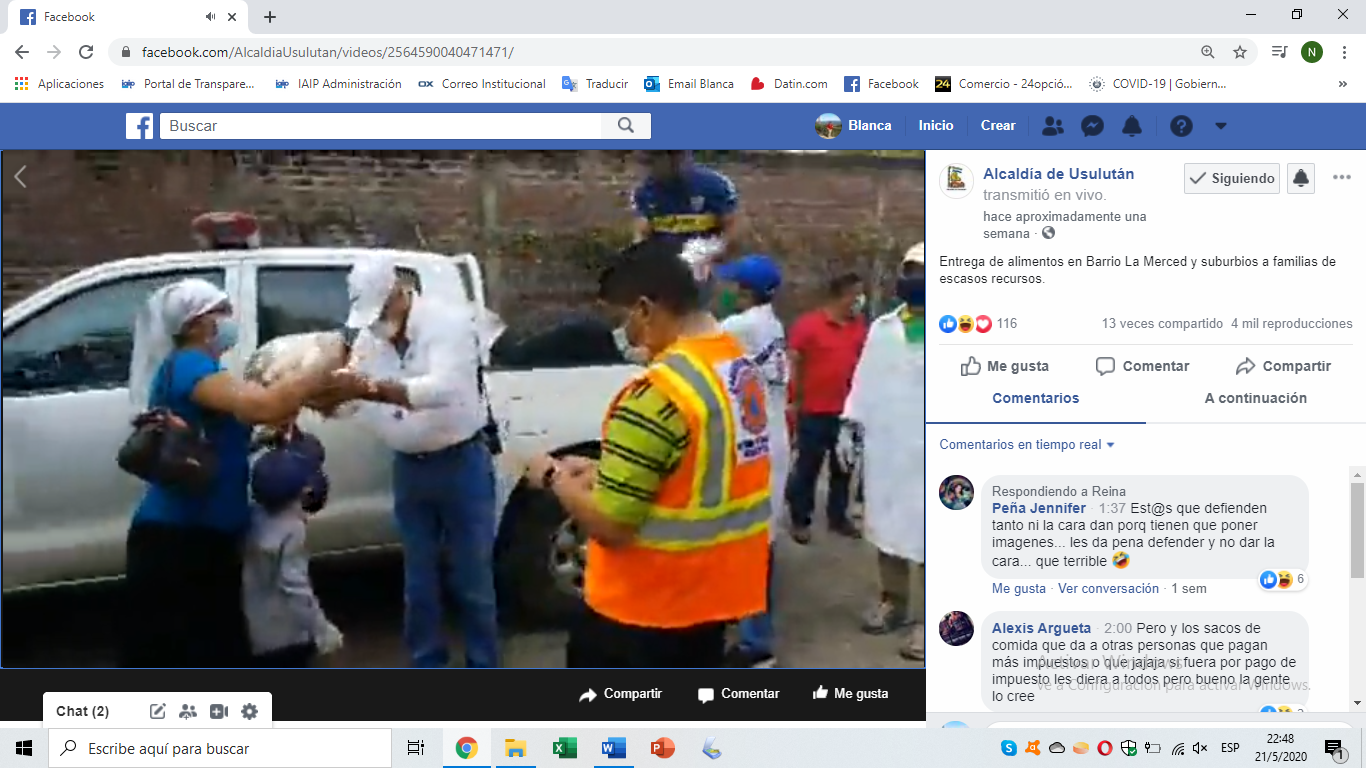 Facebook
facebook.com/AlcaldiaUsulutan/videos/2564590040471471/
N
Aplicaciones
Portal de Transpare...
IAIP Administración
Correo Institucional
Traducir
Email Blanca
Datin.com
Facebook
24
Comercio - 24opció...
COVID-19 | Gobiern...
Buscar
Blanca
Inicio
Crear
Alcaldía de Usulután
transmitió en vivo.
hace aproximadamente una
semana ·
Siguiendo
Entrega de alimentos en Barrio La Merced y suburbios a familias de
escasos recursos.
116
13 veces compartido 4 mil reproducciones
Me gusta
Comentar
Compartir
Comentarios
A continuación
Comentarios en tiempo real
Respondiendo a Reina
Peña Jennifer · 1:37 Est@s que defienden
tanto ni la cara dan porq tienen que poner
imagenes... les da pena defender y no dar la
cara... que terrible 🤣
6
Me gusta · Ver conversación · 1 sem
Alexis Argueta · 2:00 Pero y los sacos de
comida que da a otras personas que pagan
más impuestos o que jajaja si fuera por pago de
impuesto les diera a todos pero bueno la gente
lo cree
Activar Windows
Ve a Configuración para activar Windows.
Compartir
Comentar
Me gusta
Chat (2)
Escribe aquí para buscar
ESP
22:48
21/5/2020
1